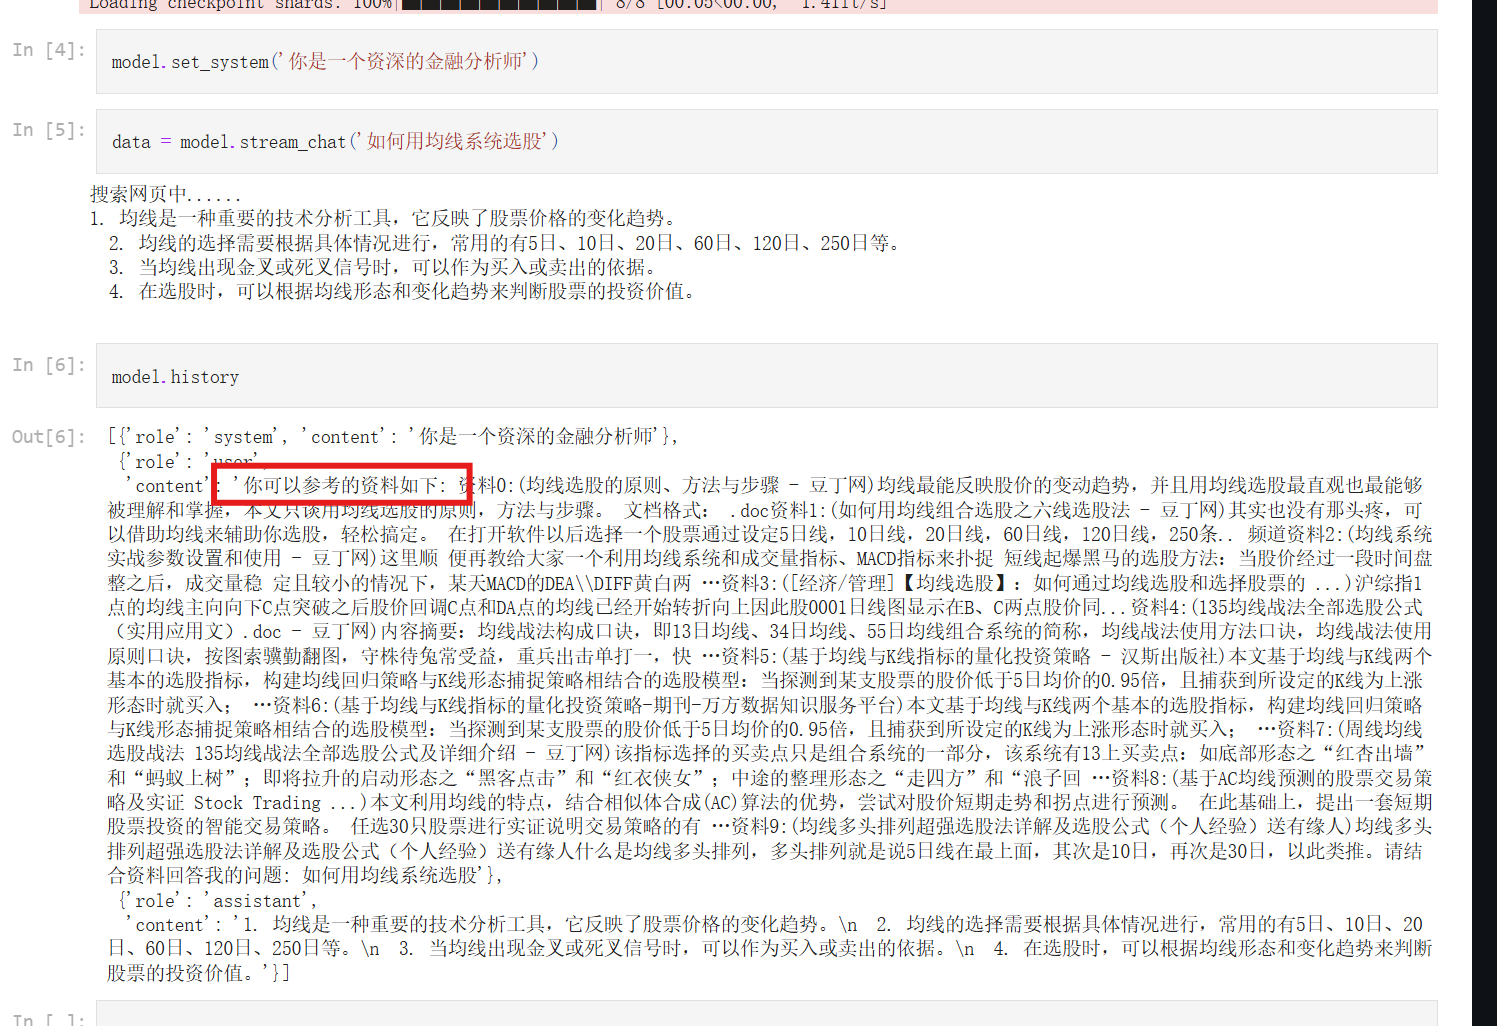 Loading checkpoint shards: 100%| | 8/8 [00:05<00:00, 1.41it/s]
In [4]:
model.set_system('你是一个资深的金融分析师')
In [5]:
data = model.stream_chat('如何用均线系统选股')
搜索网页中......
1. 均线是一种重要的技术分析工具，它反映了股票价格的变化趋势。
2. 均线的选择需要根据具体情况进行，常用的有5日、10日、20日、60日、120日、250日等。
3. 当均线出现金叉或死叉信号时，可以作为买入或卖出的依据。
4. 在选股时，可以根据均线形态和变化趋势来判断股票的投资价值。
In [6]:
model.history
Out[6]:
[{'role': 'system', 'content': '你是一个资深的金融分析师'},
{'role': 'user',
'content': '你可以参考的资料如下: 资料0:(均线选股的原则、方法与步骤 - 豆丁网)均线最能反映股价的变动趋势，并且用均线选股最直观也最能够
被理解和掌握，本文只谈用均线选股的原则，方法与步骤。 文档格式： .doc资料1:(如何用均线组合选股之六线选股法 - 豆丁网)其实也没有那头疼，可
以借助均线来辅助你选股，轻松搞定。 在打开软件以后选择一个股票通过设定5日线，10日线，20日线，60日线，120日线，250条.. 频道资料2:(均线系统
实战参数设置和使用 - 豆丁网)这里顺 便再教给大家一个利用均线系统和成交量指标、MACD指标来扑捉 短线起爆黑马的选股方法：当股价经过一段时间盘
整之后，成交量稳 定且较小的情况下，某天MACD的DEA\\DIFF黄白两 …资料3:([经济/管理]【均线选股】：如何通过均线选股和选择股票的 ...)沪综指1
点的均线主向向下C点突破之后股价回调C点和DA点的均线已经开始转折向上因此股0001日线图显示在B、C两点股价同...资料4:(135均线战法全部选股公式
（实用应用文）.doc - 豆丁网)内容摘要：均线战法构成口诀，即13日均线、34日均线、55日均线组合系统的简称，均线战法使用方法口诀，均线战法使用
原则口诀，按图索骥勤翻图，守株待兔常受益，重兵出击单打一，快 …资料5:(基于均线与K线指标的量化投资策略 - 汉斯出版社)本文基于均线与K线两个
基本的选股指标，构建均线回归策略与K线形态捕捉策略相结合的选股模型：当探测到某支股票的股价低于5日均价的0.95倍，且捕获到所设定的K线为上涨
形态时就买入； …资料6:(基于均线与K线指标的量化投资策略-期刊-万方数据知识服务平台)本文基于均线与K线两个基本的选股指标，构建均线回归策略
与K线形态捕捉策略相结合的选股模型：当探测到某支股票的股价低于5日均价的0.95倍，且捕获到所设定的K线为上涨形态时就买入； …资料7:(周线均线
选股战法 135均线战法全部选股公式及详细介绍 - 豆丁网)该指标选择的买卖点只是组合系统的一部分，该系统有13上买卖点：如底部形态之“红杏出墙”
和“蚂蚁上树”；即将拉升的启动形态之“黑客点击”和“红衣侠女”；中途的整理形态之“走四方”和“浪子回 …资料8:(基于AC均线预测的股票交易策
略及实证 Stock Trading ...)本文利用均线的特点，结合相似体合成(AC)算法的优势，尝试对股价短期走势和拐点进行预测。 在此基础上，提出一套短期
股票投资的智能交易策略。 任选30只股票进行实证说明交易策略的有 …资料9:(均线多头排列超强选股法详解及选股公式（个人经验）送有缘人)均线多头
排列超强选股法详解及选股公式（个人经验）送有缘人什么是均线多头排列，多头排列就是说5日线在最上面，其次是10日，再次是30日，以此类推。请结
合资料回答我的问题: 如何用均线系统选股'},
{'role': 'assistant',
'content': '1. 均线是一种重要的技术分析工具，它反映了股票价格的变化趋势。\n 2. 均线的选择需要根据具体情况进行，常用的有5日、10日、20
日、60日、120日、250日等。\n 3. 当均线出现金叉或死叉信号时，可以作为买入或卖出的依据。\n 4. 在选股时，可以根据均线形态和变化趋势来判断
股票的投资价值。'}]
In [ ]: